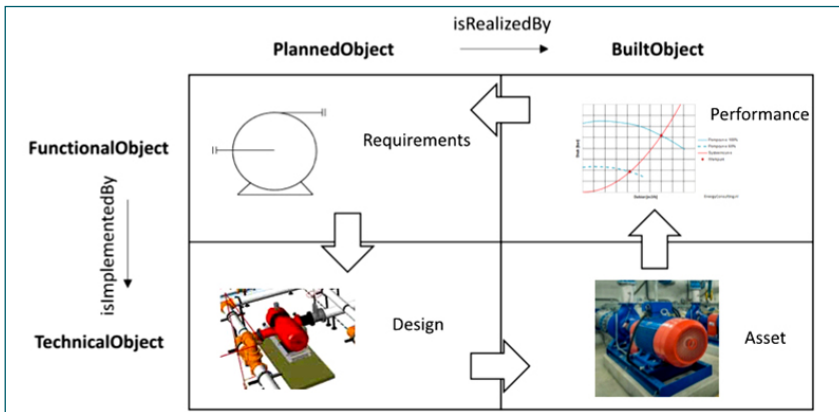 isRealizedBy
PlannedObject
BuiltObject
FunctionalObject
isImplementedBy
TechnicalObject
Requirements
Performance
Design
Asset